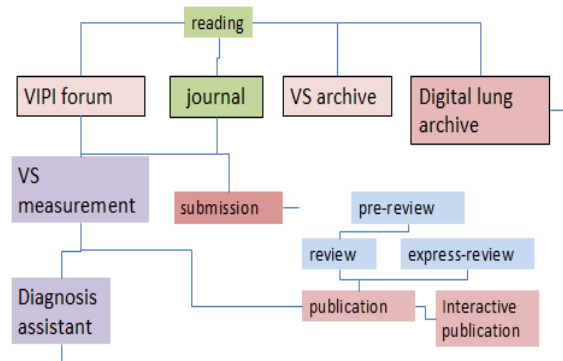 reading
VIPI forum
journal
VS archive
Digital lung
archive
VS
measurement
submission
pre-review
review
express-review
Diagnosis
assistant
publication
Interactive
publication